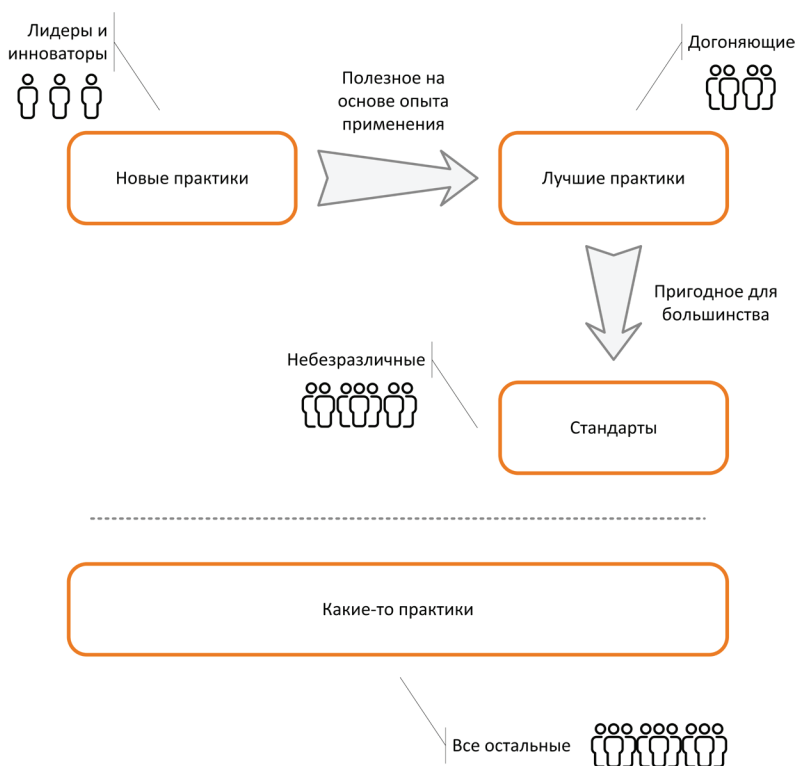 Лидеры и
инноваторы
Догоняющие
Полезное на
основе опыта
применения
Новые практики
Лучшие практики
Пригодное для
большинства
Небезразличные
Стандарты
Какие-то практики
Все остальные